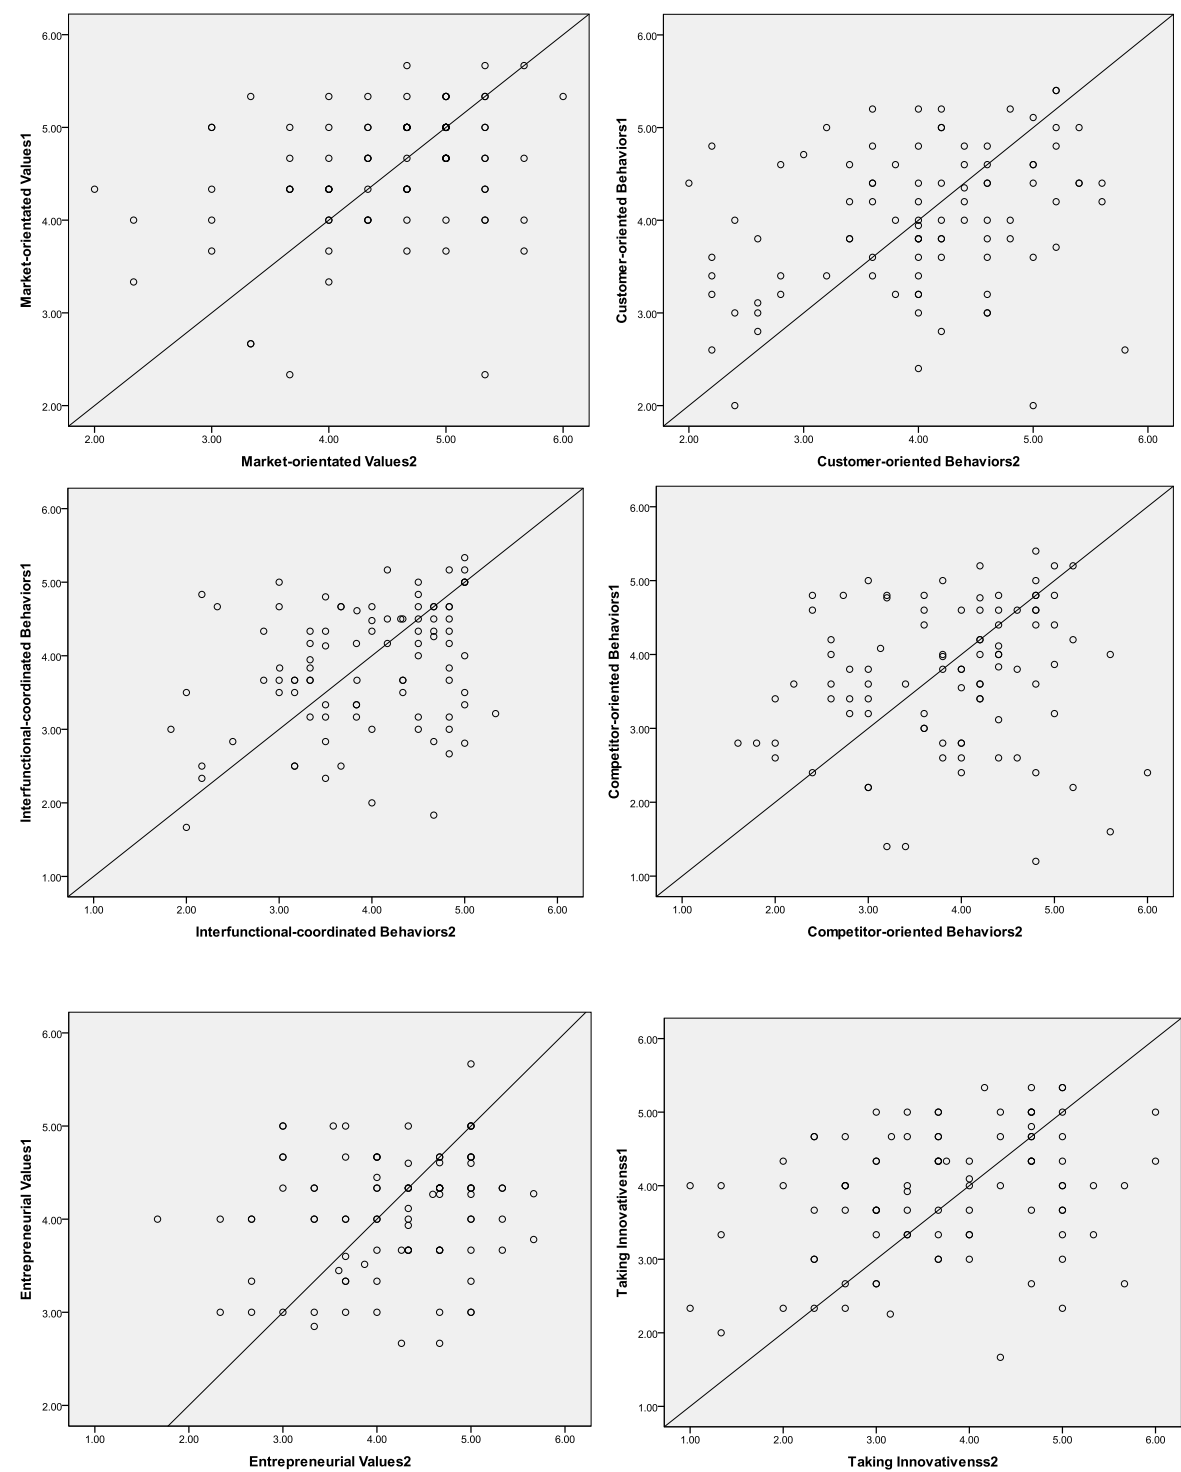 6.00
5.00
4.00
3.00
2.00
Market-orientated Values1
2.00 3.00 4.00 5.00 6.00
Market-orientated Values2
6.00
5.00
4.00
3.00
2.00
Customer-oriented Behaviors1
2.00 3.00 4.00 5.00 6.00
Customer-oriented Behaviors2
6.00
5.00
4.00
3.00
2.00
1.00
Interfunctional-coordinated Behaviors1
1.00 2.00 3.00 4.00 5.00 6.00
Interfunctional-coordinated Behaviors2
6.00
5.00
4.00
3.00
2.00
1.00
Competitor-oriented Behaviors1
1.00 2.00 3.00 4.00 5.00 6.00
Competitor-oriented Behaviors2
6.00
5.00
4.00
3.00
2.00
Entrepreneurial Values1
1.00 2.00 3.00 4.00 5.00 6.00
Entrepreneurial Values2
6.00
5.00
4.00
3.00
2.00
1.00
Taking Innovativenss1
1.00 2.00 3.00 4.00 5.00 6.00
Taking Innovativenss2